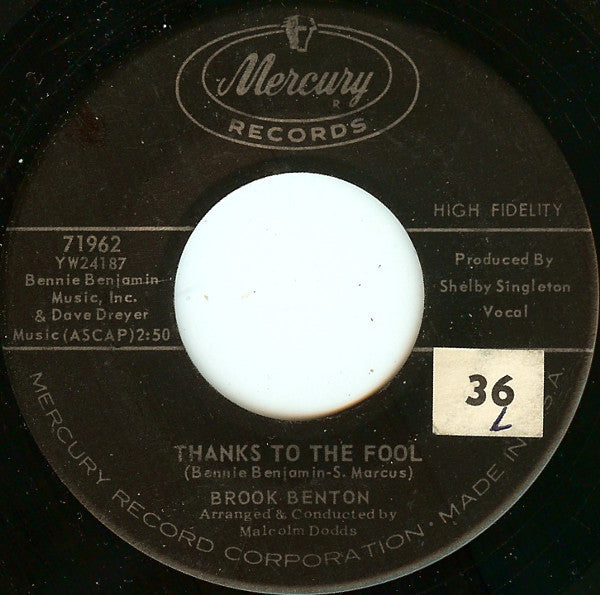 Mercury
R
RECORDS
HIGH FIDELITY
71962
YW24187
Bennie Benjamin
Music, Inc.
& Dave Dreyer
Music (ASCAP) 2:50
Produced By
Shelby Singleton
Vocal
36
L
THANKS TO THE FOOL
(Bennie Benjamin-S. Marcus)
BROOK BENTON
Arranged & Conducted by
Malcolm Dodds
MERCURY RECORD CORPORATION · MADE IN U.S.A.